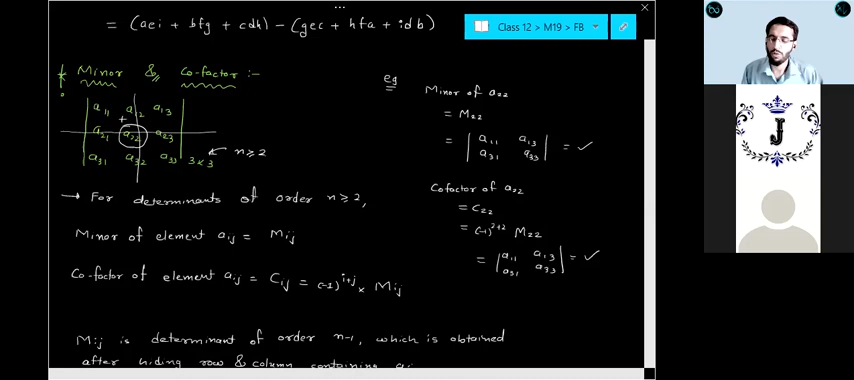 = (aei + bfg + cdh) - (gec + hfa + idb)
Class 12 > M19 > FB
* Minor & Co-factor :-
a11 a12 a13
+
a21 a22 a23
a31 a32 a33 3×3
n≥2
→ For determinants of order n≥2,
Minor of element aij = Mij
Co-factor of element aij = Cij = (-1)^i+j × Mij
Mij is determinant of order n-1, which is obtained
after hiding row & column containing
eg
Minor of a22
= M22
= | a11 a13 |
| a31 a33 | = ✓
Cofactor of a22
= C22
= (-1)^2+2 M22
= | a11 a13 |
| a31 a33 | = ✓
J